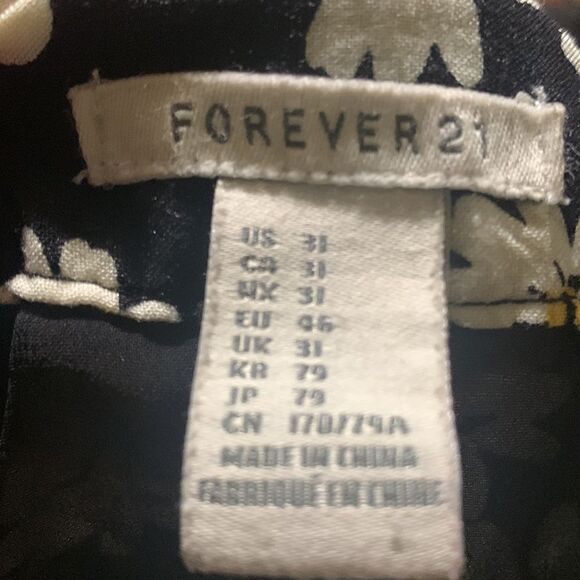 FOREVER 21
US 31
CA 31
MX 31
EU 46
UK 31
KR 79
JP 79
CN 170/79A
MADE IN CHINA
FABRIQUÉ EN CHINE